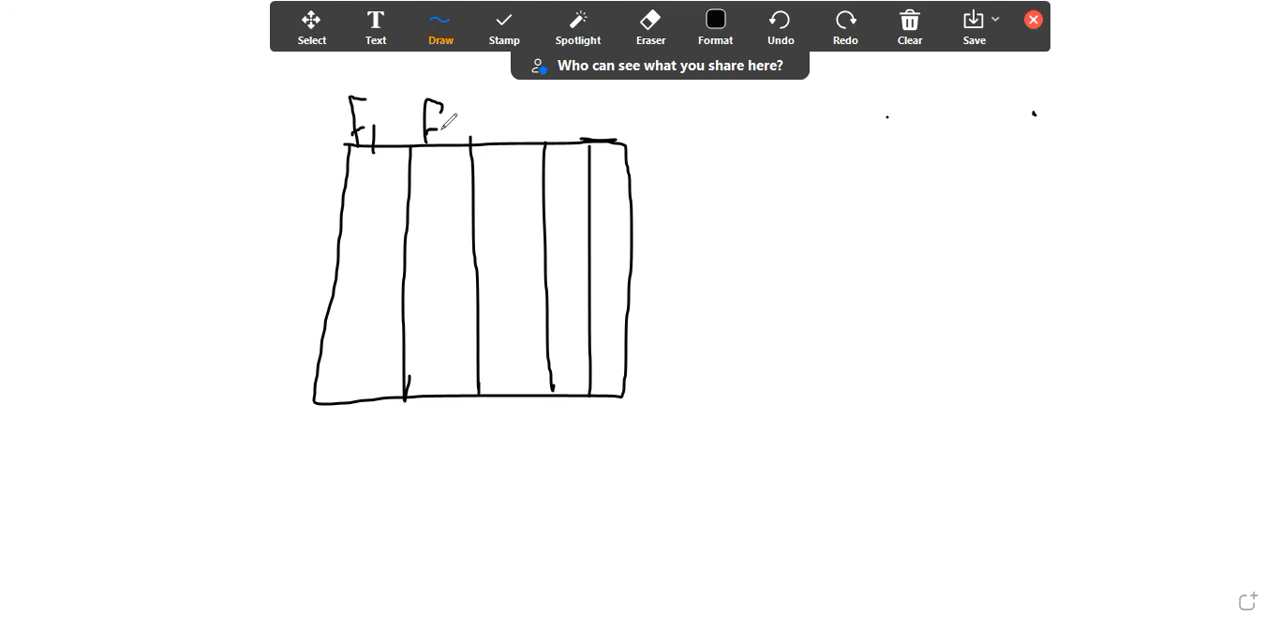 Select Text Draw Stamp Spotlight Eraser Format Undo Redo Clear Save
Who can see what you share here?
F1 F